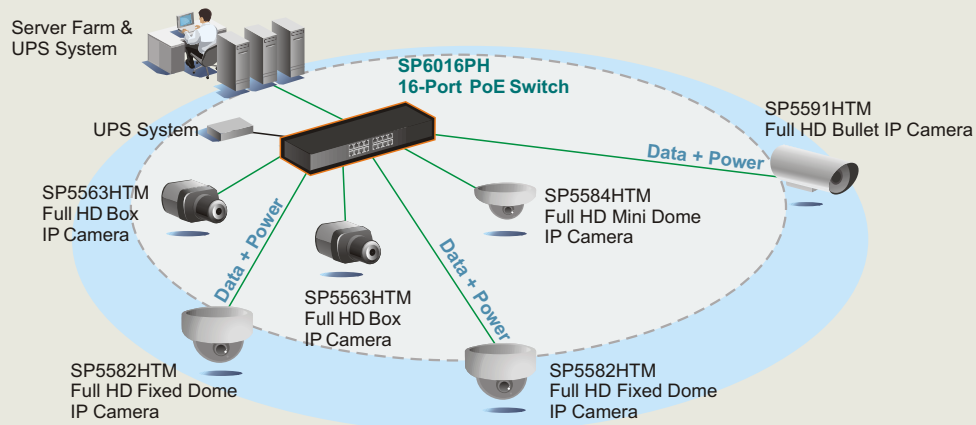 Server Farm &
UPS System
SP6016PH
16-Port PoE Switch
UPS System
SP5591HTM
Full HD Bullet IP Camera
Data + Power
SP5563HTM
Full HD Box
IP Camera
SP5584HTM
Full HD Mini Dome
IP Camera
Data + Power
Data + Power
SP5563HTM
Full HD Box
IP Camera
SP5582HTM
Full HD Fixed Dome
IP Camera
SP5582HTM
Full HD Fixed Dome
IP Camera